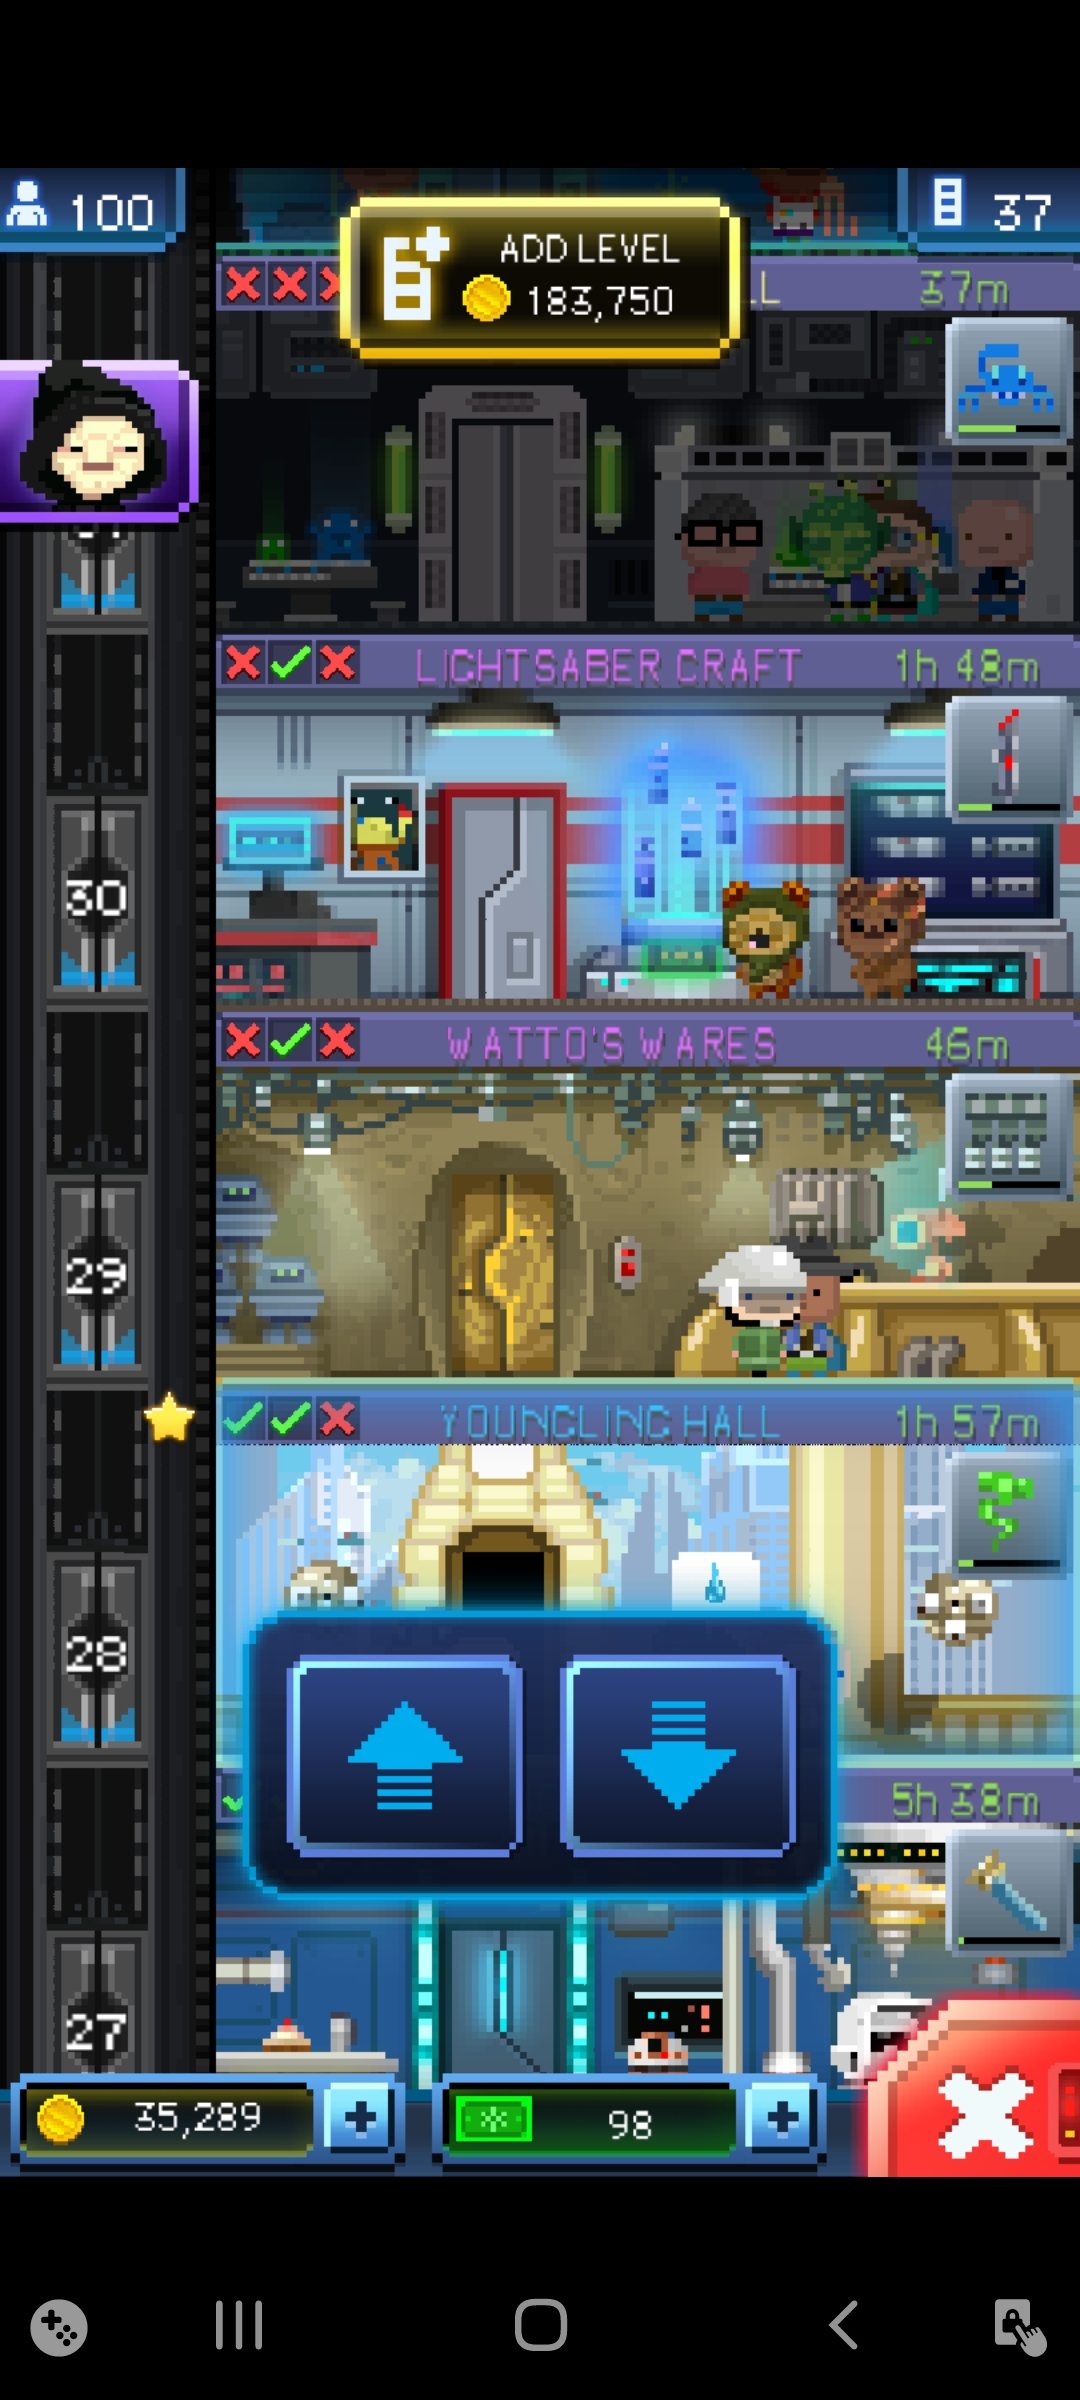 100
ADD LEVEL
183,750
37
LL
37m
LIGHTSABER CRAFT
1h 48m
30
WATTO'S WARES
46m
29
YOUNGLING HALL
1h 57m
28
5h 38m
27
35,289
98